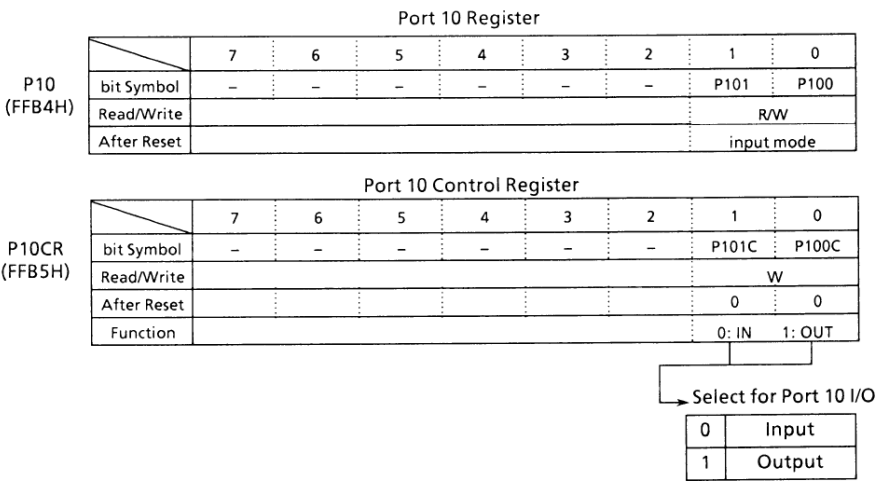 Port 10 Register
7 6 5 4 3 2 1 0
P10 (FFB4H)
bit Symbol – – – – – – P101 P100
Read/Write R/W
After Reset input mode
Port 10 Control Register
7 6 5 4 3 2 1 0
P10CR (FFB5H)
bit Symbol – – – – – – P101C P100C
Read/Write W
After Reset 0 0
Function 0: IN 1: OUT
Select for Port 10 I/O
0 Input
1 Output